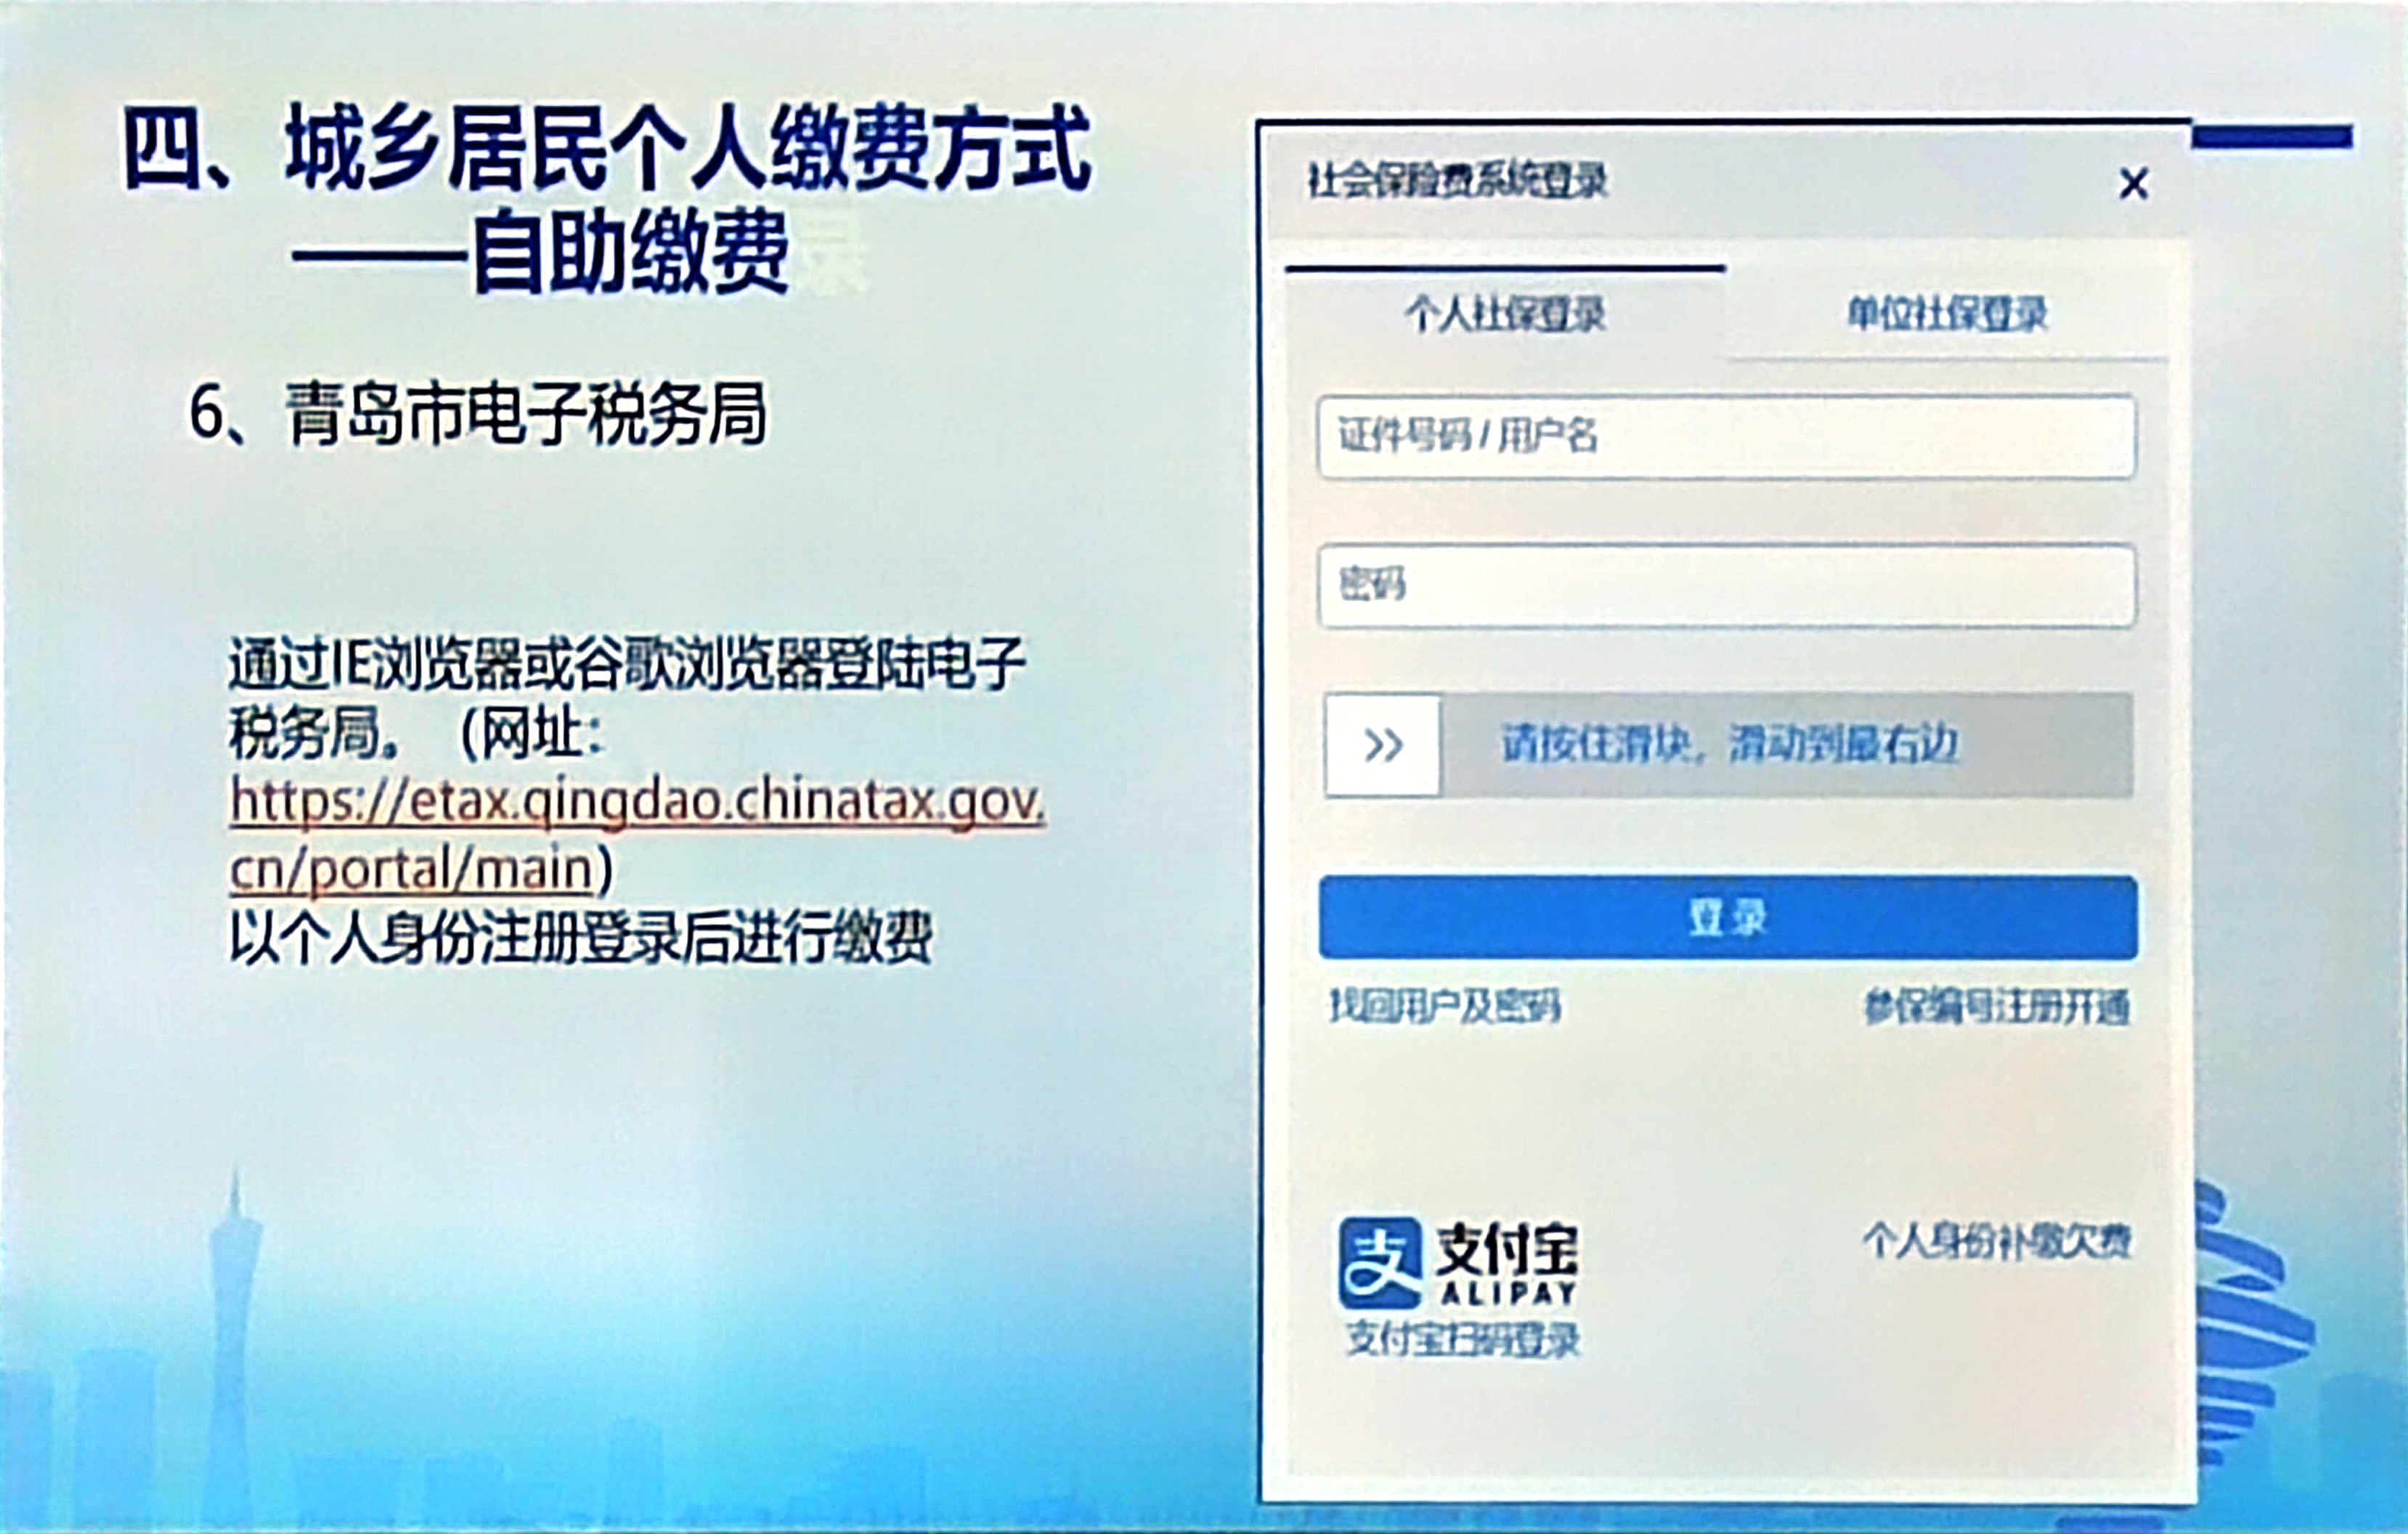 四、城乡居民个人缴费方式
——自助缴费
6、青岛市电子税务局
通过IE浏览器或谷歌浏览器登陆电子
税务局。（网址：
https://etax.qingdao.chinatax.gov.
cn/portal/main)
以个人身份注册登录后进行缴费
社会保险费系统登录
×
个人社保登录
单位社保登录
证件号码 / 用户名
密码
>>
请按住滑块，滑动到最右边
登录
找回用户及密码
参保编号注册开通
支 支付宝
ALIPAY
支付宝扫码登录
个人身份补缴欠费